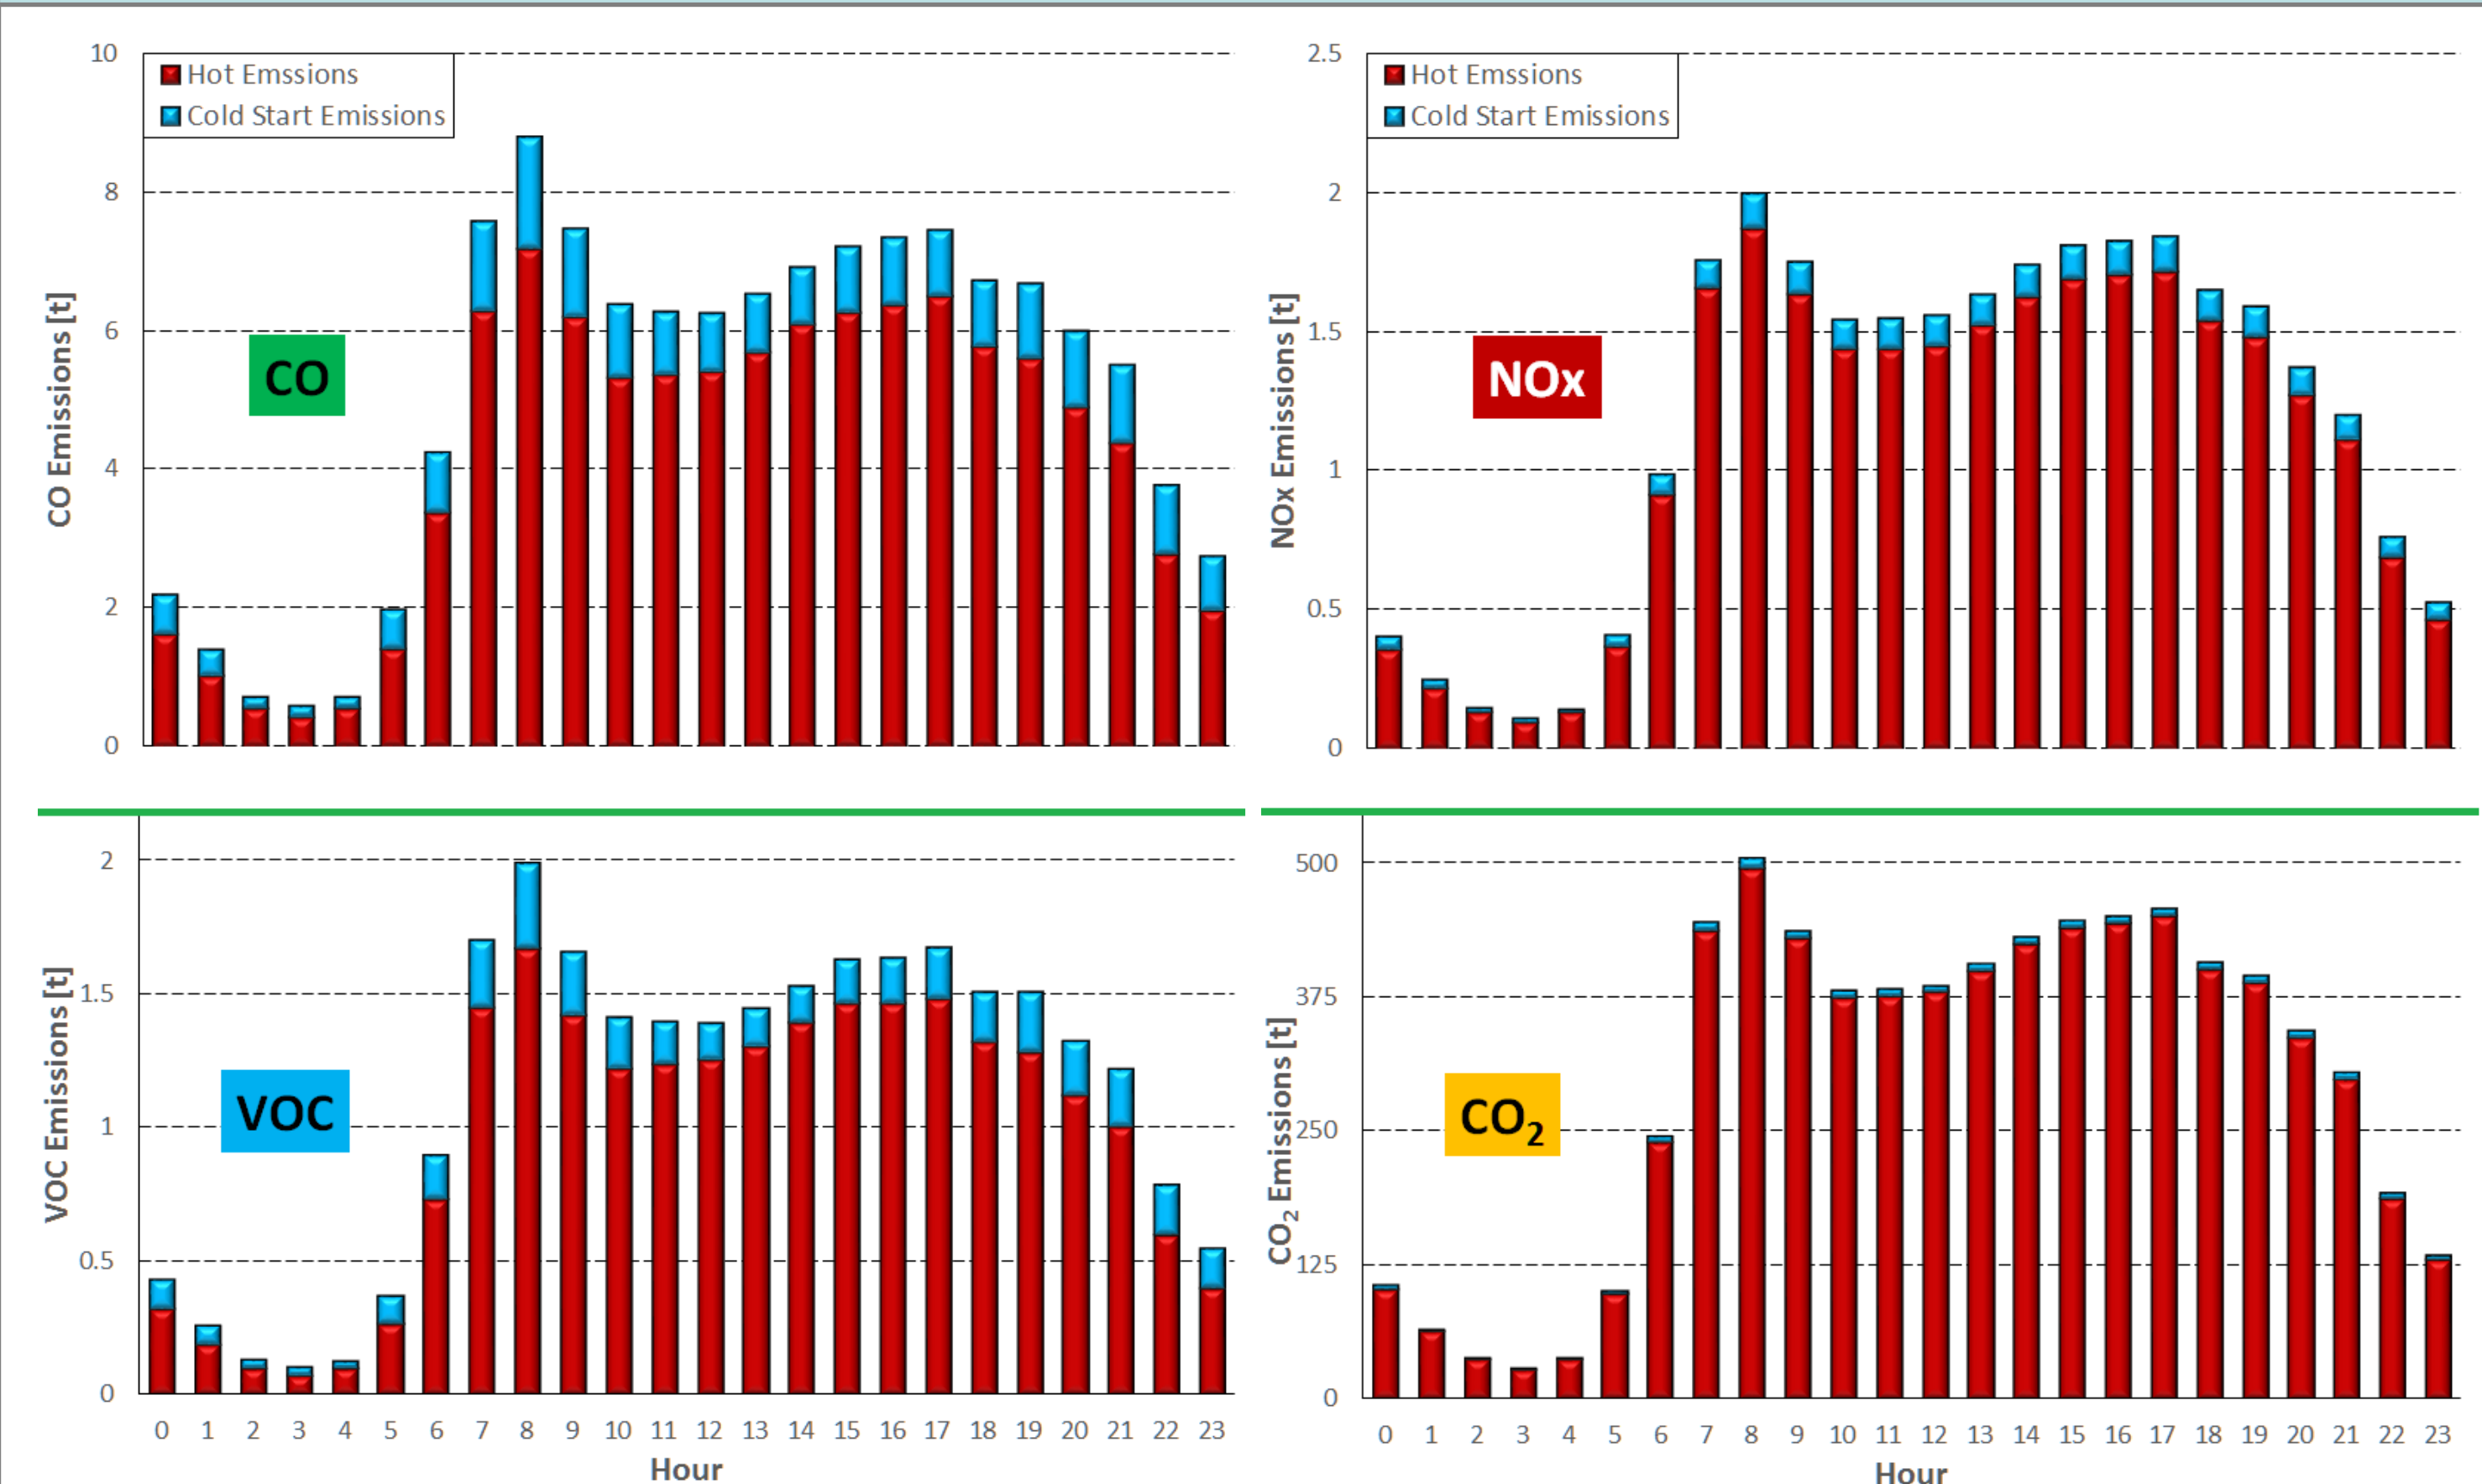 Hot Emssions
Cold Start Emissions
10
8
6
4
2
0
CO Emissions [t]
CO
Hot Emssions
Cold Start Emissions
2.5
2
1.5
1
0.5
0
NOx Emissions [t]
NOx
2
1.5
1
0.5
0
VOC Emissions [t]
VOC
0 1 2 3 4 5 6 7 8 9 10 11 12 13 14 15 16 17 18 19 20 21 22 23
Hour
500
375
250
125
0
CO₂ Emissions [t]
CO₂
0 1 2 3 4 5 6 7 8 9 10 11 12 13 14 15 16 17 18 19 20 21 22 23
Hour